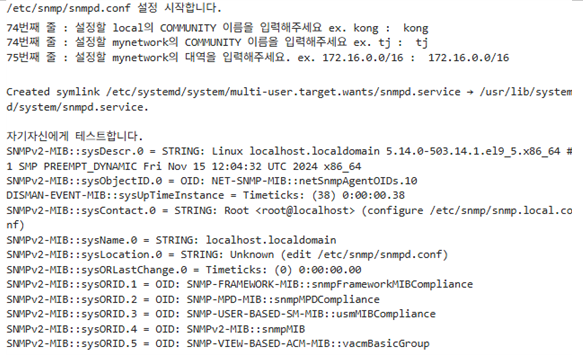 /etc/snmp/snmpd.conf 설정 시작합니다.
74번째 줄 : 설정할 local의 COMMUNITY 이름을 입력해주세요 ex. kong :  kong
74번째 줄 : 설정할 mynetwork의 COMMUNITY 이름을 입력해주세요 ex. tj :  tj
75번째 줄 : 설정할 mynetwork의 대역을 입력해주세요. ex. 172.16.0.0/16 :  172.16.0.0/16
Created symlink /etc/systemd/system/multi-user.target.wants/snmpd.service → /usr/lib/system
d/system/snmpd.service.
자기자신에게 테스트합니다.
SNMPv2-MIB::sysDescr.0 = STRING: Linux localhost.localdomain 5.14.0-503.14.1.el9_5.x86_64 #
1 SMP PREEMPT_DYNAMIC Fri Nov 15 12:04:32 UTC 2024 x86_64
SNMPv2-MIB::sysObjectID.0 = OID: NET-SNMP-MIB::netSnmpAgentOIDs.10
DISMAN-EVENT-MIB::sysUpTimeInstance = Timeticks: (38) 0:00:00.38
SNMPv2-MIB::sysContact.0 = STRING: Root <root@localhost> (configure /etc/snmp/snmp.local.co
nf)
SNMPv2-MIB::sysName.0 = STRING: localhost.localdomain
SNMPv2-MIB::sysLocation.0 = STRING: Unknown (edit /etc/snmp/snmpd.conf)
SNMPv2-MIB::sysORLastChange.0 = Timeticks: (0) 0:00:00.00
SNMPv2-MIB::sysORID.1 = OID: SNMP-FRAMEWORK-MIB::snmpFrameworkMIBCompliance
SNMPv2-MIB::sysORID.2 = OID: SNMP-MPD-MIB::snmpMPDCompliance
SNMPv2-MIB::sysORID.3 = OID: SNMP-USER-BASED-SM-MIB::usmMIBCompliance
SNMPv2-MIB::sysORID.4 = OID: SNMPv2-MIB::snmpMIB
SNMPv2-MIB::sysORID.5 = OID: SNMP-VIEW-BASED-ACM-MIB::vacmBasicGroup